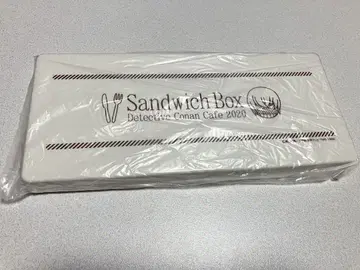 Sandwich Box
Detective Conan Cafe 2020